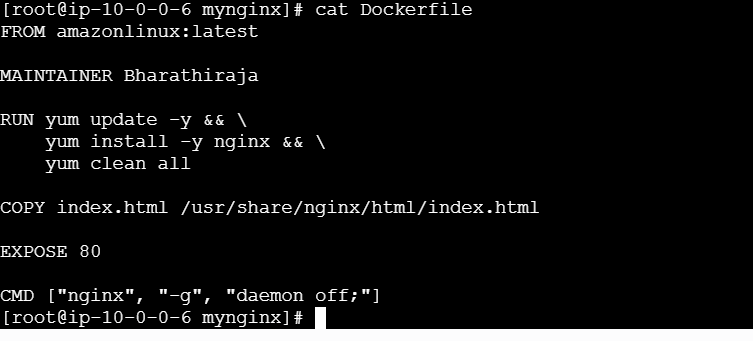 [root@ip-10-0-0-6 mynginx]# cat Dockerfile
FROM amazonlinux:latest

MAINTAINER Bharathiraja

RUN yum update -y && \
    yum install -y nginx && \
    yum clean all

COPY index.html /usr/share/nginx/html/index.html

EXPOSE 80

CMD ["nginx", "-g", "daemon off;"]
[root@ip-10-0-0-6 mynginx]#